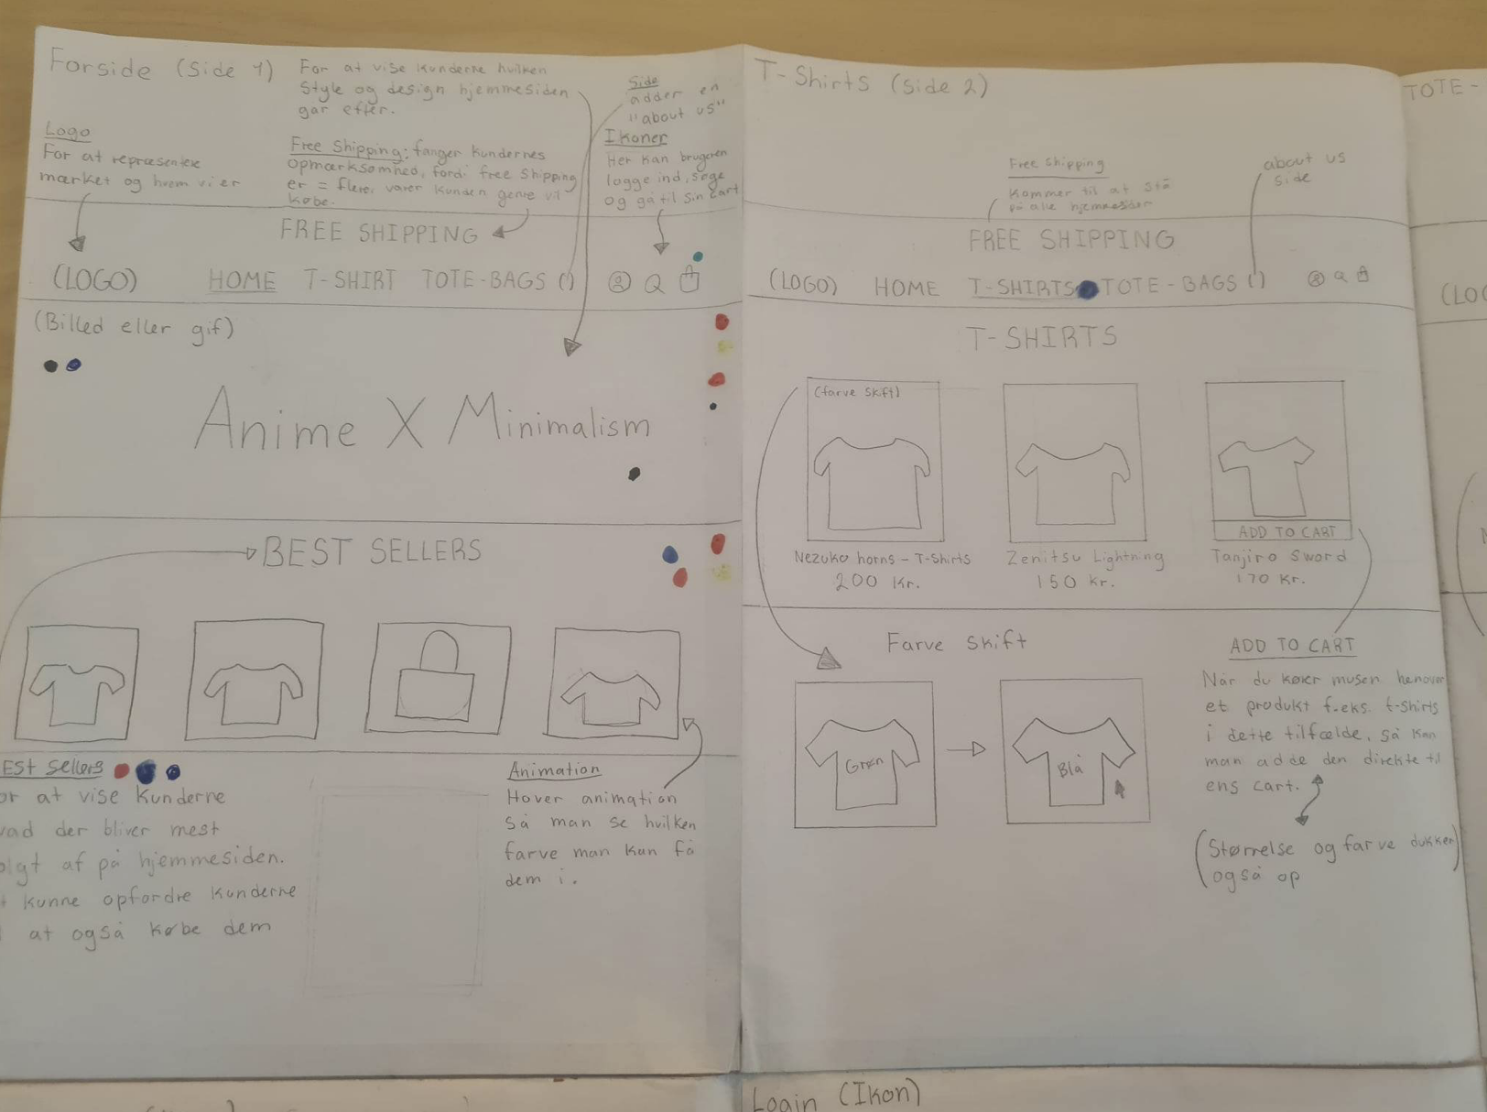 Forside (Side 1)
For at vise kunderne hvilken
Style og design hjemmesiden
går efter.
Side
adder en
"about us"
Logo
For at repræsentere
mærket og hvem vi er
Free Shipping: fanger kundernes
opmærksomhed, fordi free shipping
er = flere varer kunden gerne vil
købe.
Ikoner
Her kan brugeren
logge ind, søge
og gå til sin cart
FREE SHIPPING
(LOGO) HOME T-SHIRT TOTE-BAGS ()
(Billed eller gif)
Anime X Minimalism
BEST SELLERS
EST Sellers
or at vise kunderne
vad der bliver mest
olgt af på hjemmesiden.
t kunne opfordre kunderne
l at også købe dem
Animation
Hover animation
så man se hvilken
farve man kan få
dem i.
T-Shirts (Side 2)
Free shipping
Kommer til at stå
på alle hjemmesider
about us
side
FREE SHIPPING
(LOGO) HOME T-SHIRTS TOTE-BAGS ()
T-SHIRTS
(farve skift)
ADD TO CART
Nezuko horns - T-Shirts
200 Kr.
Zenitsu Lightning
150 kr.
Tanjiro Sword
170 Kr.
Farve skift
Grøn
Blå
ADD TO CART
Når du kører musen henover
et produkt f.eks. t-shirts
i dette tilfælde, så kan
man adde den direkte til
ens cart.
(Størrelse og farve dukker
også op)
TOTE-
(LOG
Login (Ikon)